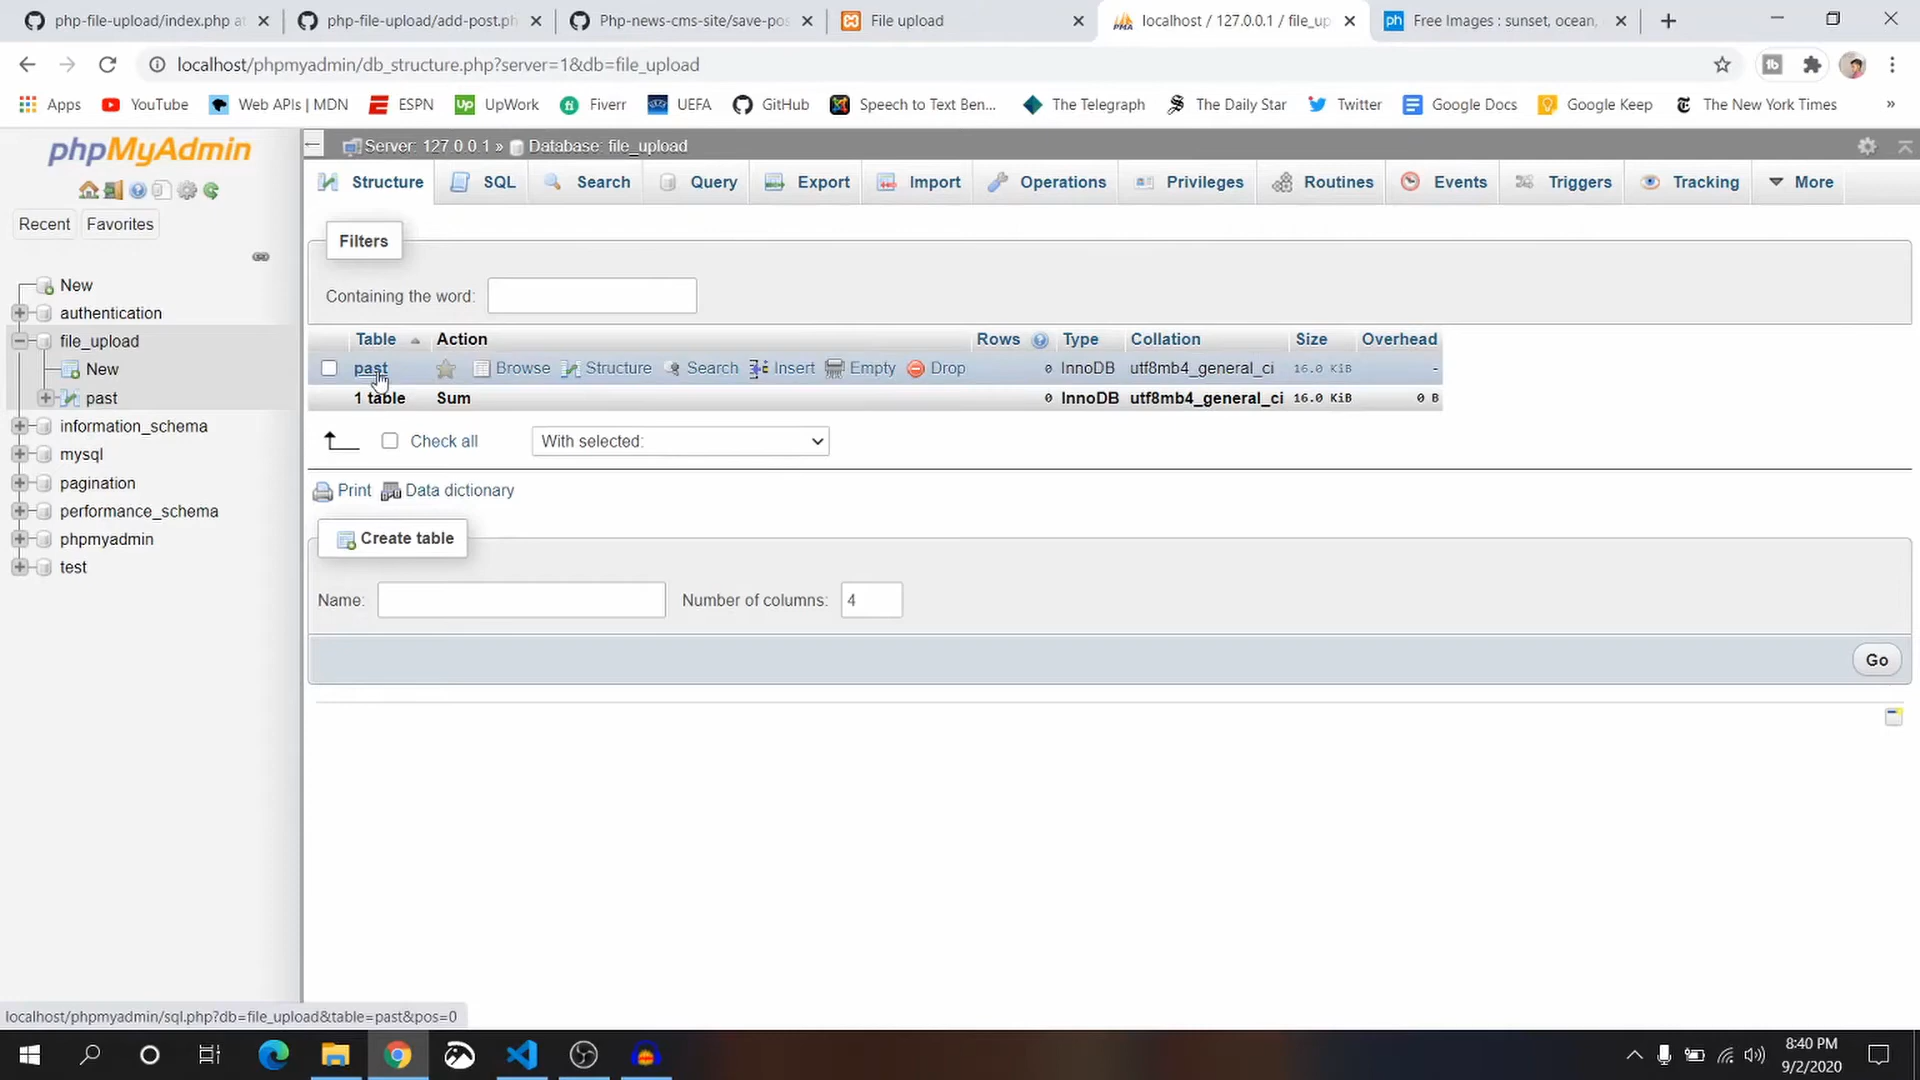 php-file-upload/index.php at
php-file-upload/add-post.ph
Php-news-cms-site/save-pos
File upload
localhost / 127.0.0.1 / file_up
Free Images : sunset, ocean,
localhost/phpmyadmin/db_structure.php?server=1&db=file_upload
Apps
YouTube
Web APIs | MDN
ESPN
UpWork
Fiverr
UEFA
GitHub
Speech to Text Ben...
The Telegraph
The Daily Star
Twitter
Google Docs
Google Keep
The New York Times
»
phpMyAdmin
Recent
Favorites
New
authentication
file_upload
New
past
information_schema
mysql
pagination
performance_schema
phpmyadmin
test
Server: 127.0.0.1 » Database: file_upload
Structure
SQL
Search
Query
Export
Import
Operations
Privileges
Routines
Events
Triggers
Tracking
More
Filters
Containing the word:
Table Action Rows Type Collation Size Overhead
past Browse Structure Search Insert Empty Drop 0 InnoDB utf8mb4_general_ci 16.0 KiB -
1 table Sum 0 InnoDB utf8mb4_general_ci 16.0 KiB 0 B
Check all
With selected:
Print
Data dictionary
Create table
Name:
Number of columns: 4
Go
localhost/phpmyadmin/sql.php?db=file_upload&table=past&pos=0
8:40 PM
9/2/2020